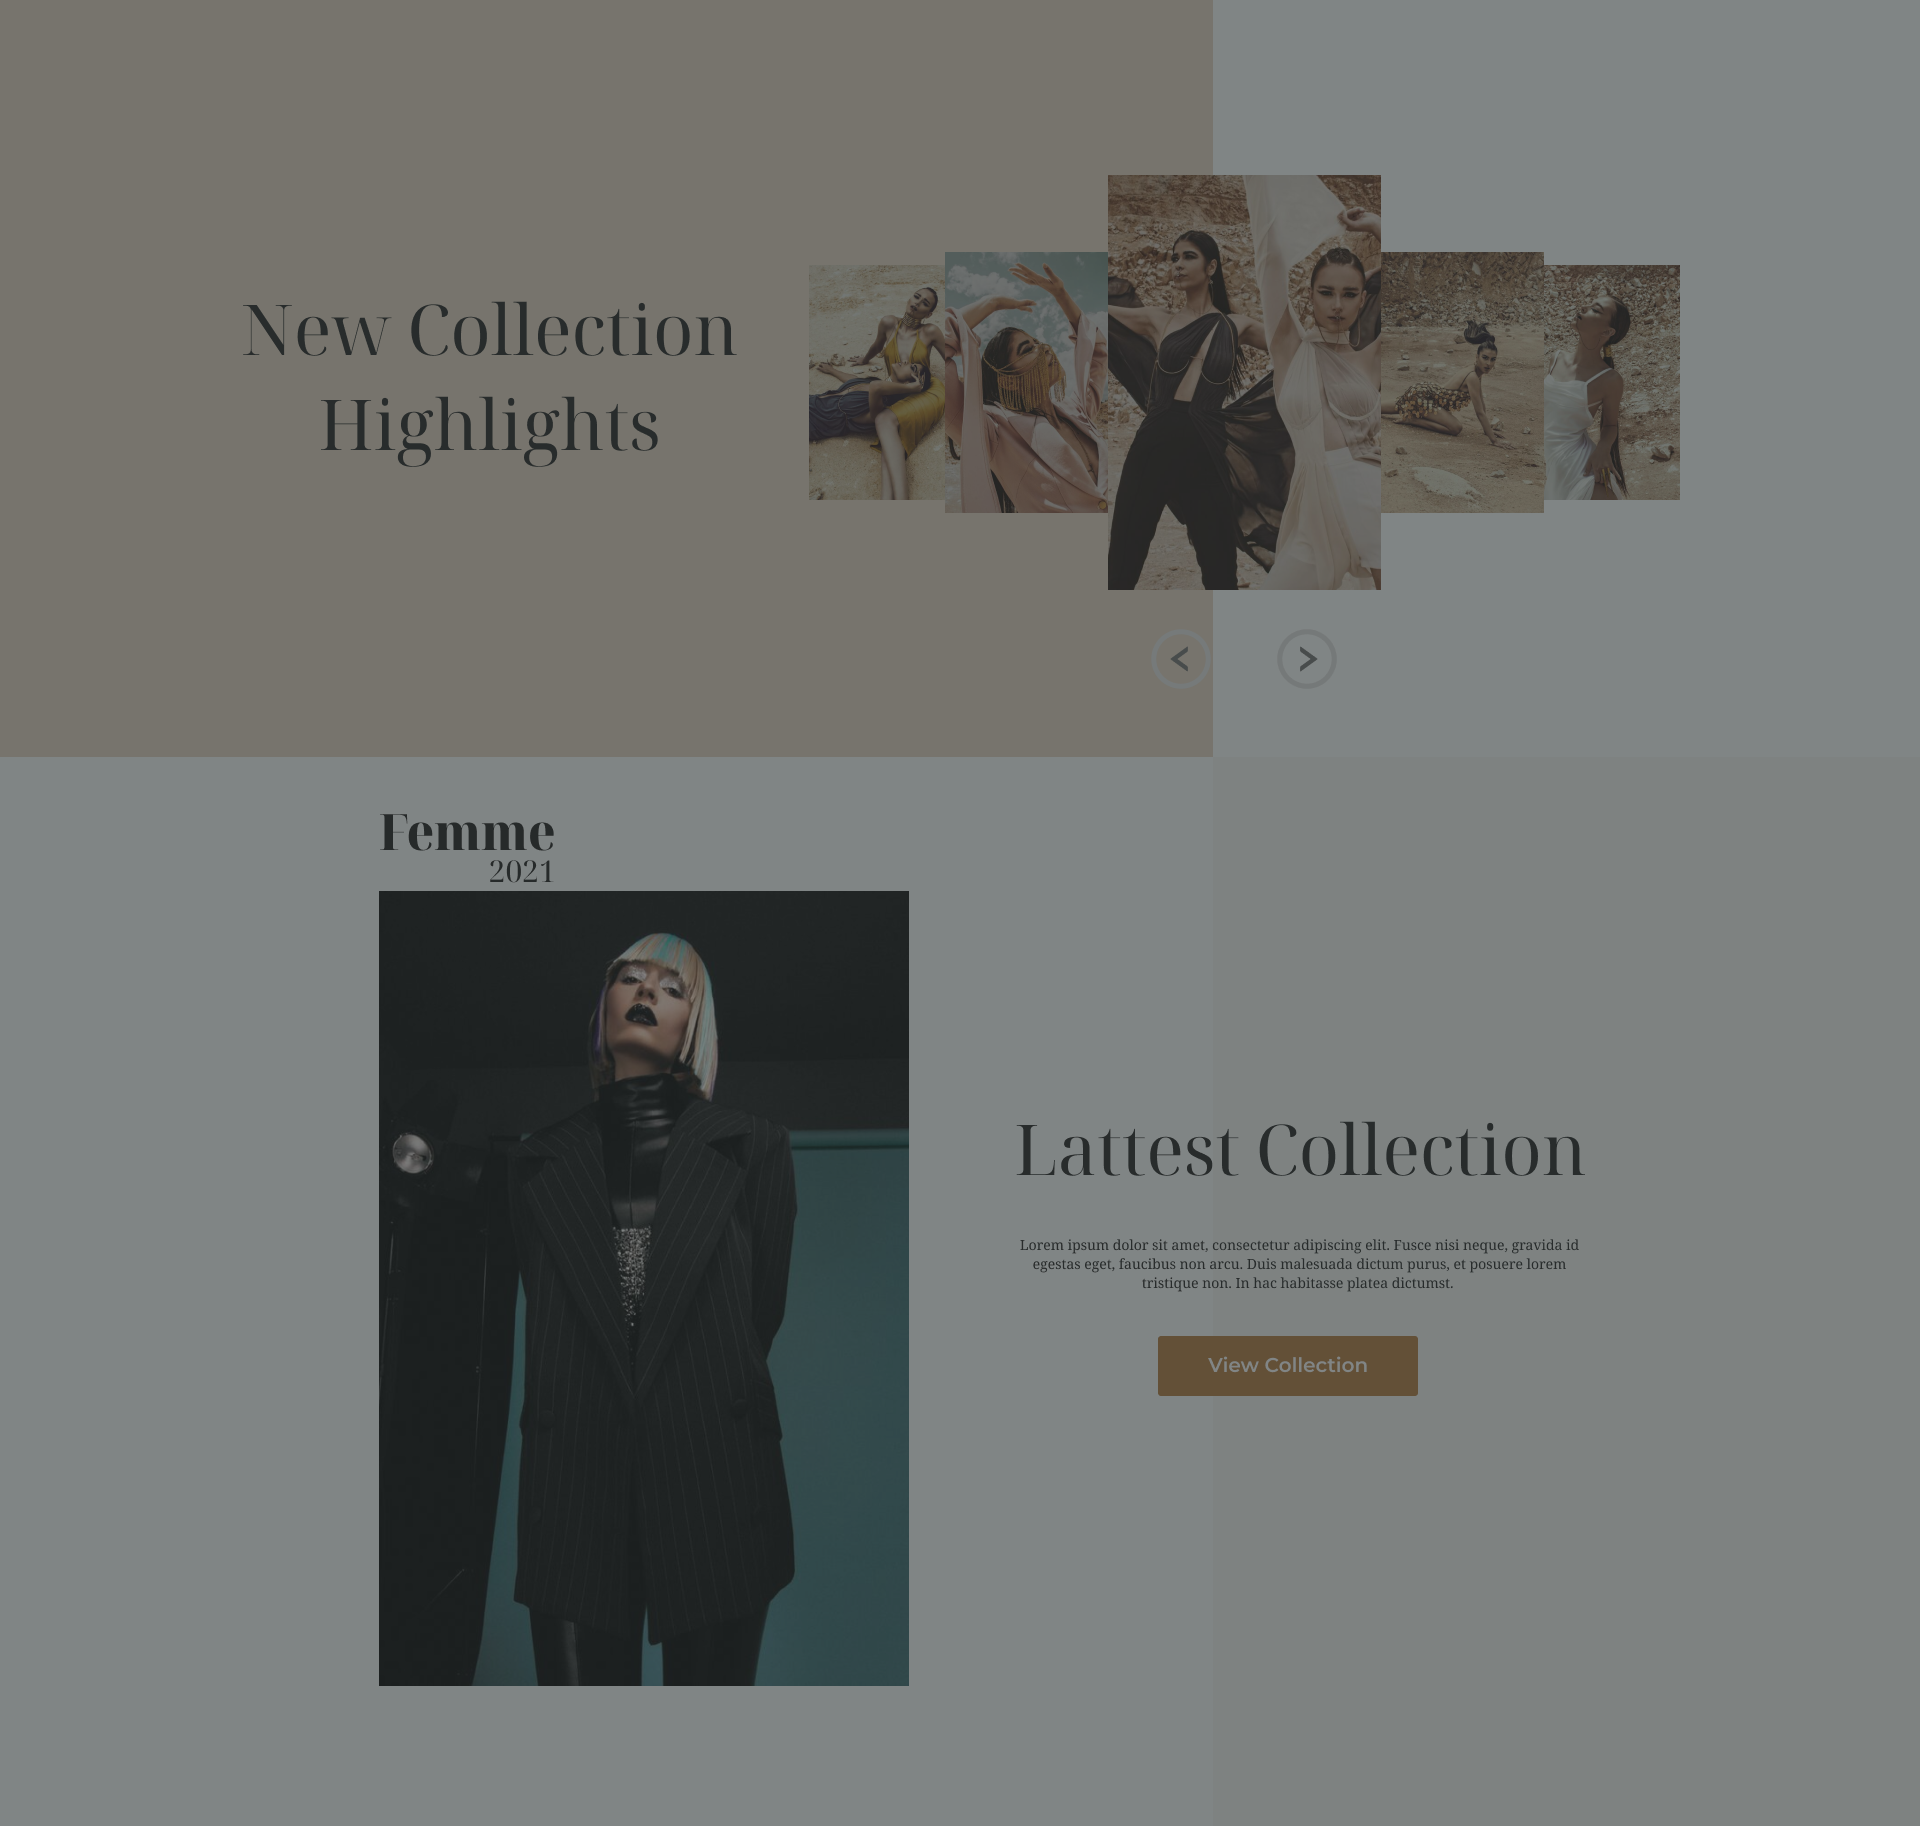 New Collection
Highlights
Femme
2021
Lattest Collection
Lorem ipsum dolor sit amet, consectetur adipiscing elit. Fusce nisi neque, gravida id
egestas eget, faucibus non arcu. Duis malesuada dictum purus, et posuere lorem
tristique non. In hac habitasse platea dictumst.
View Collection